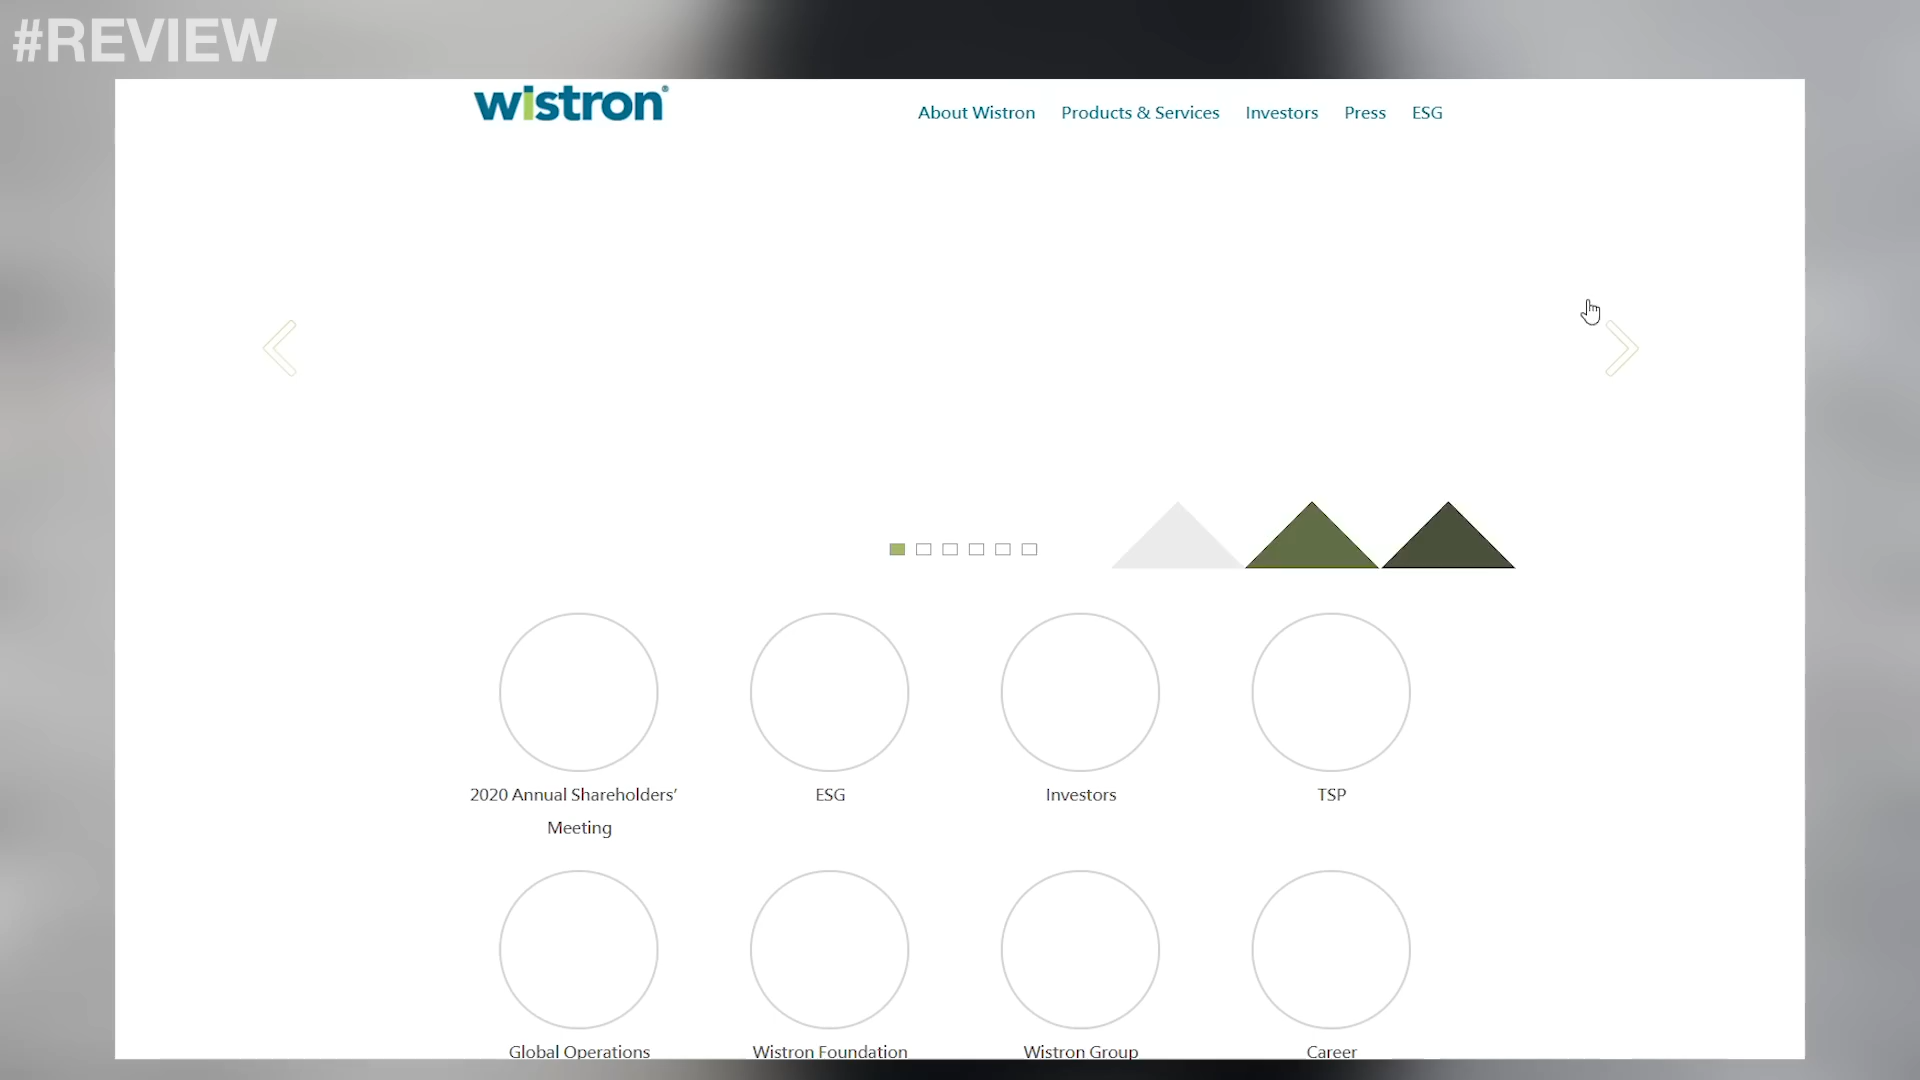 #REVIEW
wistron®
About Wistron Products & Services Investors Press ESG
2020 Annual Shareholders’
Meeting
ESG
Investors
TSP
Global Operations
Wistron Foundation
Wistron Group
Career